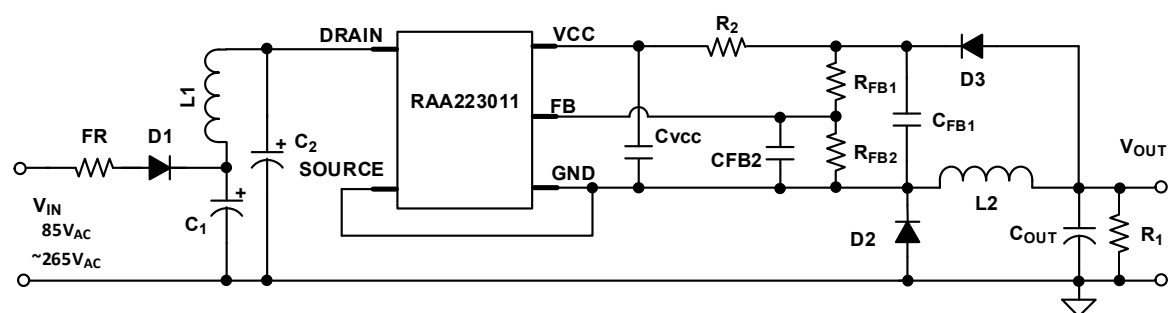 DRAIN
VCC
R2
D3
L1
RAA223011
RFB1
FB
CFB1
FR
D1
C2
+
CVCC
CFB2
RFB2
VOUT
SOURCE
GND
+
C1
L2
VIN
85VAC
~265VAC
D2
COUT
R1